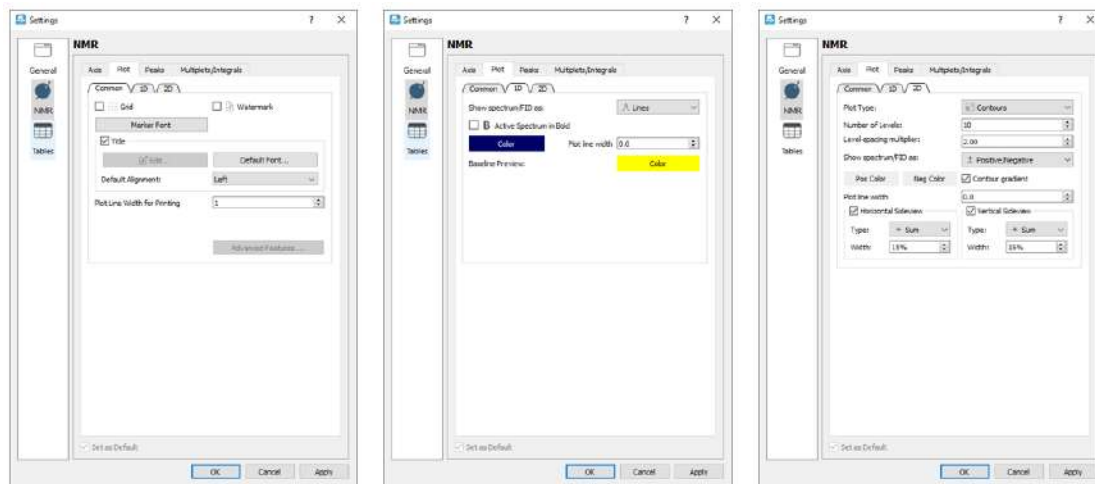 Settings ? ×
NMR
General
NMR
Tables
Axis Plot Peaks Multiplets/Integrals
Common 1D 2D
Grid Watermark
Marker Font
Title
Edit... Default Font...
Default Alignment: Left
Plot Line Width for Printing 1
Advanced Features...
Set as Default
OK Cancel Apply
Settings ? ×
NMR
General
NMR
Tables
Axis Plot Peaks Multiplets/Integrals
Common 1D 2D
Show spectrum/FID as: Lines
B Active Spectrum in Bold
Color Plot line width 0.0
Baseline Preview: Color
Set as Default
OK Cancel Apply
Settings ? ×
NMR
General
NMR
Tables
Axis Plot Peaks Multiplets/Integrals
Common 1D 2D
Plot Type: Contours
Number of Levels: 10
Level-spacing multiplier: 2.00
Show spectrum/FID as: Positive/Negative
Pos Color Neg Color Contour gradient
Plot line width 0.0
Horizontal Sideview Vertical Sideview
Type: Sum Type: Sum
Width: 15% Width: 15%
Set as Default
OK Cancel Apply